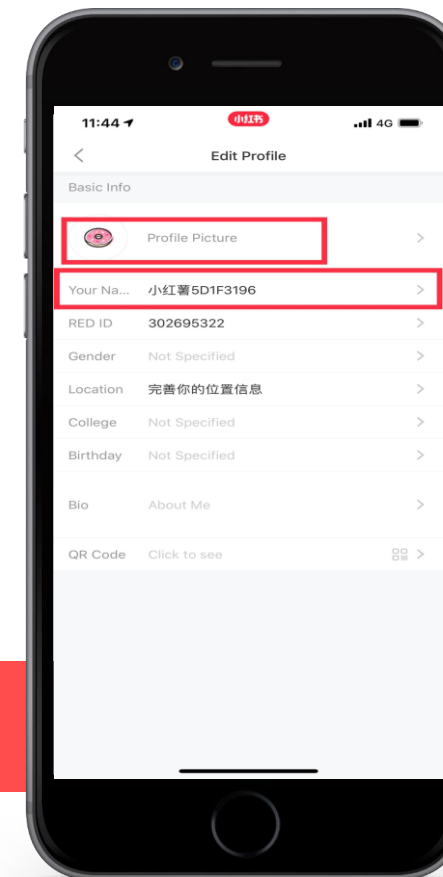 11:44 小红书 4G
Edit Profile
Basic Info
Profile Picture
Your Na... 小红薯5D1F3196
RED ID 302695322
Gender Not Specified
Location 完善你的位置信息
College Not Specified
Birthday Not Specified
Bio About Me
QR Code Click to see